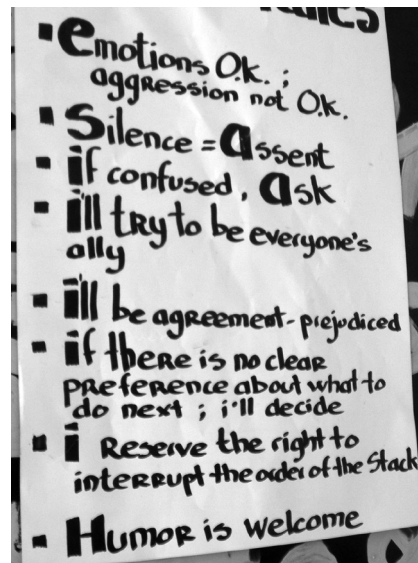 ▪ Emotions O.k. ;
aggression not O.k.
▪ Silence = Assent
▪ if confused, Ask
▪ i'll try to be everyone's
ally
▪ i'll be agreement-prejodiced
▪ if there is no clear
preference about what to
do next ; i'll decide
▪ i Reserve the right to
interrupt the order of the Stack
▪ Humor is welcome